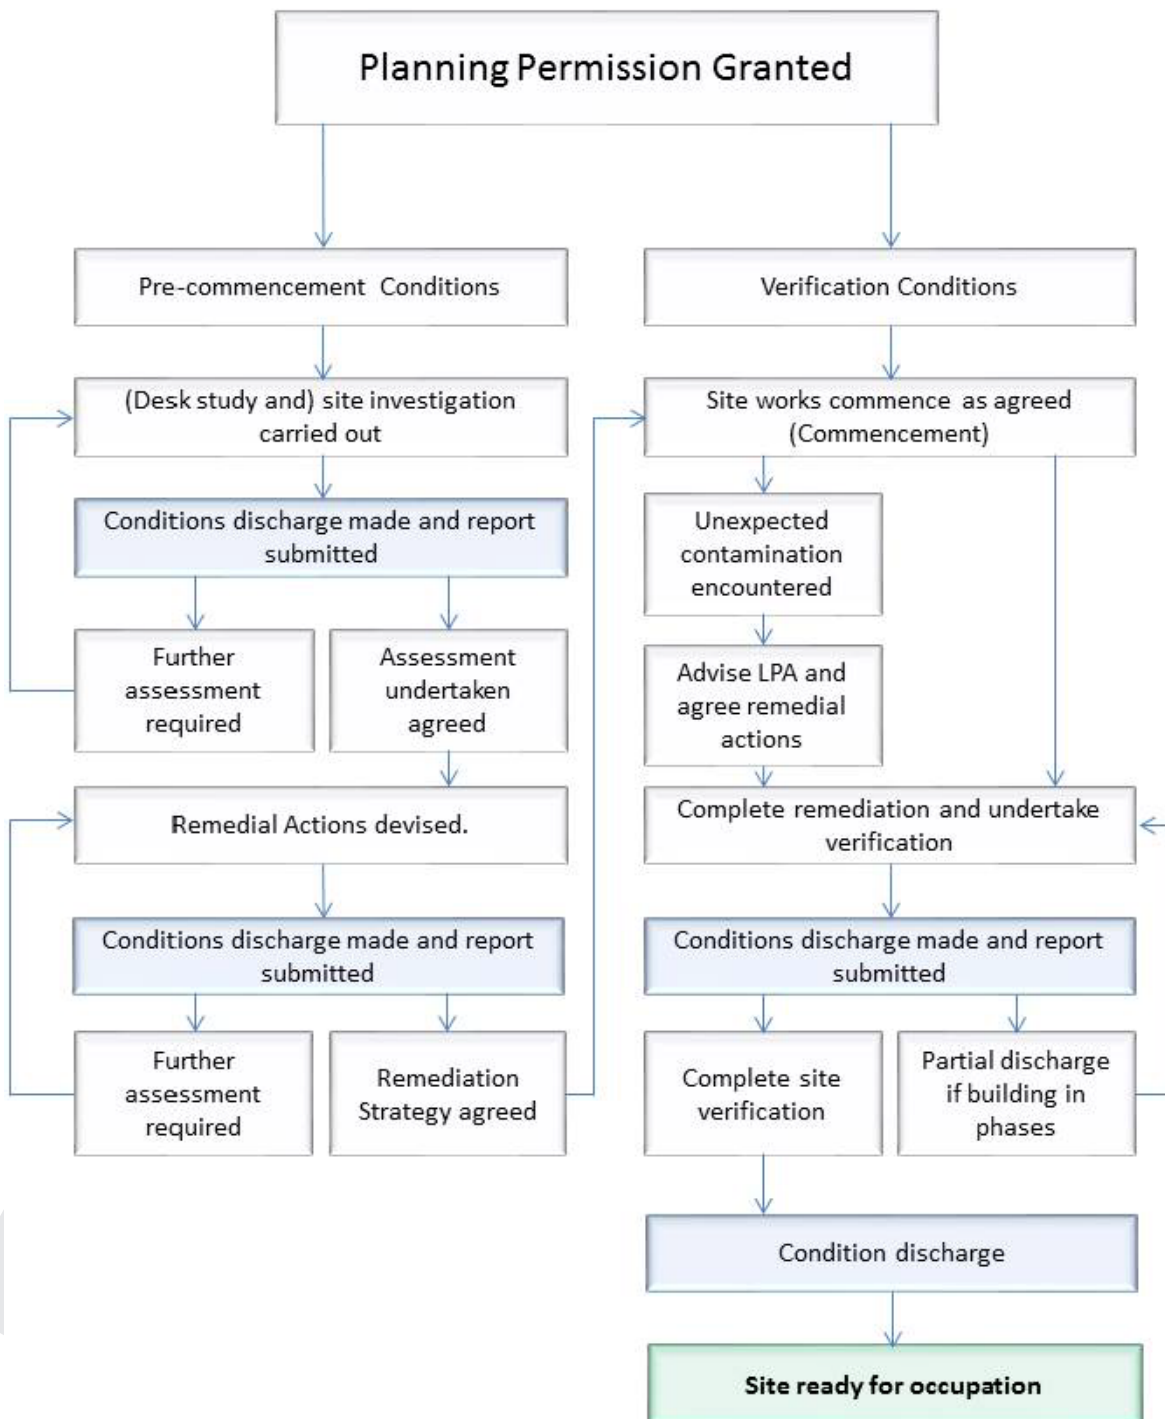 Planning Permission Granted
Pre-commencement Conditions
(Desk study and) site investigation
carried out
Conditions discharge made and report
submitted
Further
assessment
required
Assessment
undertaken
agreed
Remedial Actions devised.
Conditions discharge made and report
submitted
Further
assessment
required
Remediation
Strategy agreed
Verification Conditions
Site works commence as agreed
(Commencement)
Unexpected
contamination
encountered
Advise LPA and
agree remedial
actions
Complete remediation and undertake
verification
Conditions discharge made and report
submitted
Complete site
verification
Partial discharge
if building in
phases
Condition discharge
Site ready for occupation